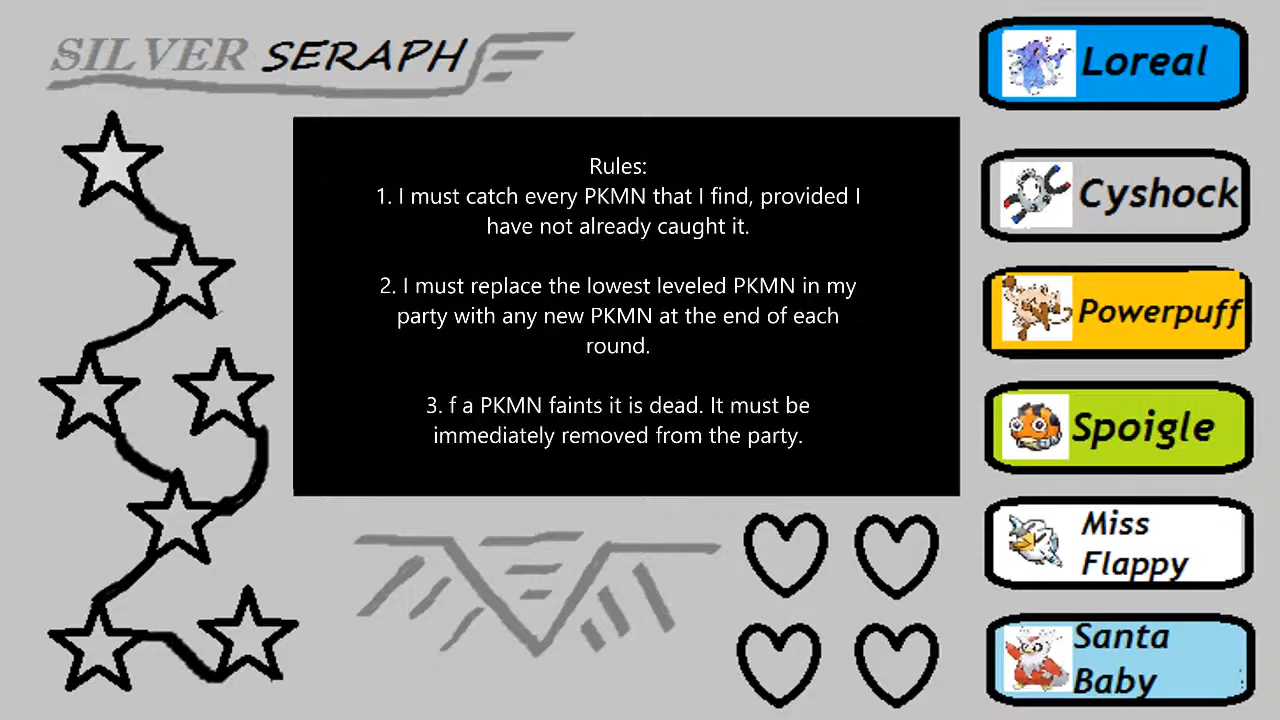 SILVER SERAPH
Rules:
1. I must catch every PKMN that I find, provided I
have not already caught it.
2. I must replace the lowest leveled PKMN in my
party with any new PKMN at the end of each
round.
3. f a PKMN faints it is dead. It must be
immediately removed from the party.
Loreal
Cyshock
Powerpuff
Spoigle
Miss
Flappy
Santa
Baby